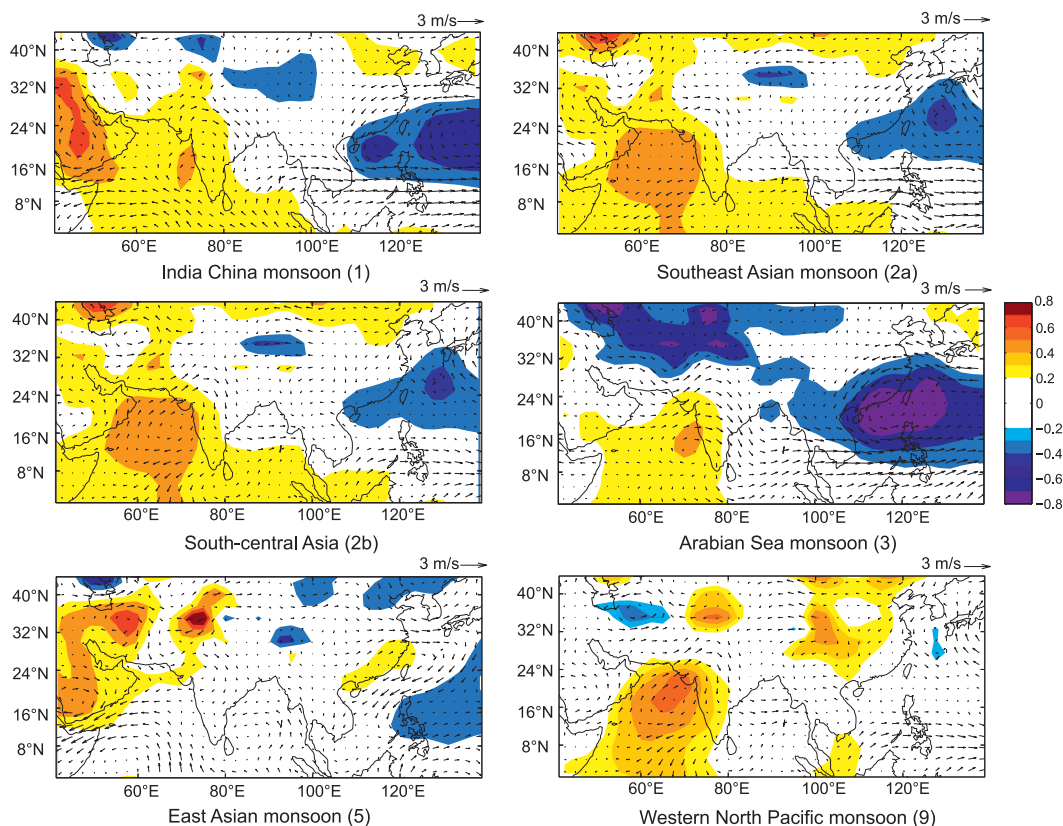 3 m/s
3 m/s
40°N
32°N
24°N
16°N
8°N
60°E
80°E
100°E
120°E
India China monsoon (1)
40°N
32°N
24°N
16°N
8°N
60°E
80°E
100°E
120°E
Southeast Asian monsoon (2a)
3 m/s
3 m/s
40°N
32°N
24°N
16°N
8°N
60°E
80°E
100°E
120°E
South-central Asia (2b)
40°N
32°N
24°N
16°N
8°N
60°E
80°E
100°E
120°E
Arabian Sea monsoon (3)
0.8
0.6
0.4
0.2
0
−0.2
−0.4
−0.6
−0.8
3 m/s
3 m/s
40°N
32°N
24°N
16°N
8°N
60°E
80°E
100°E
120°E
East Asian monsoon (5)
40°N
32°N
24°N
16°N
8°N
60°E
80°E
100°E
120°E
Western North Pacific monsoon (9)